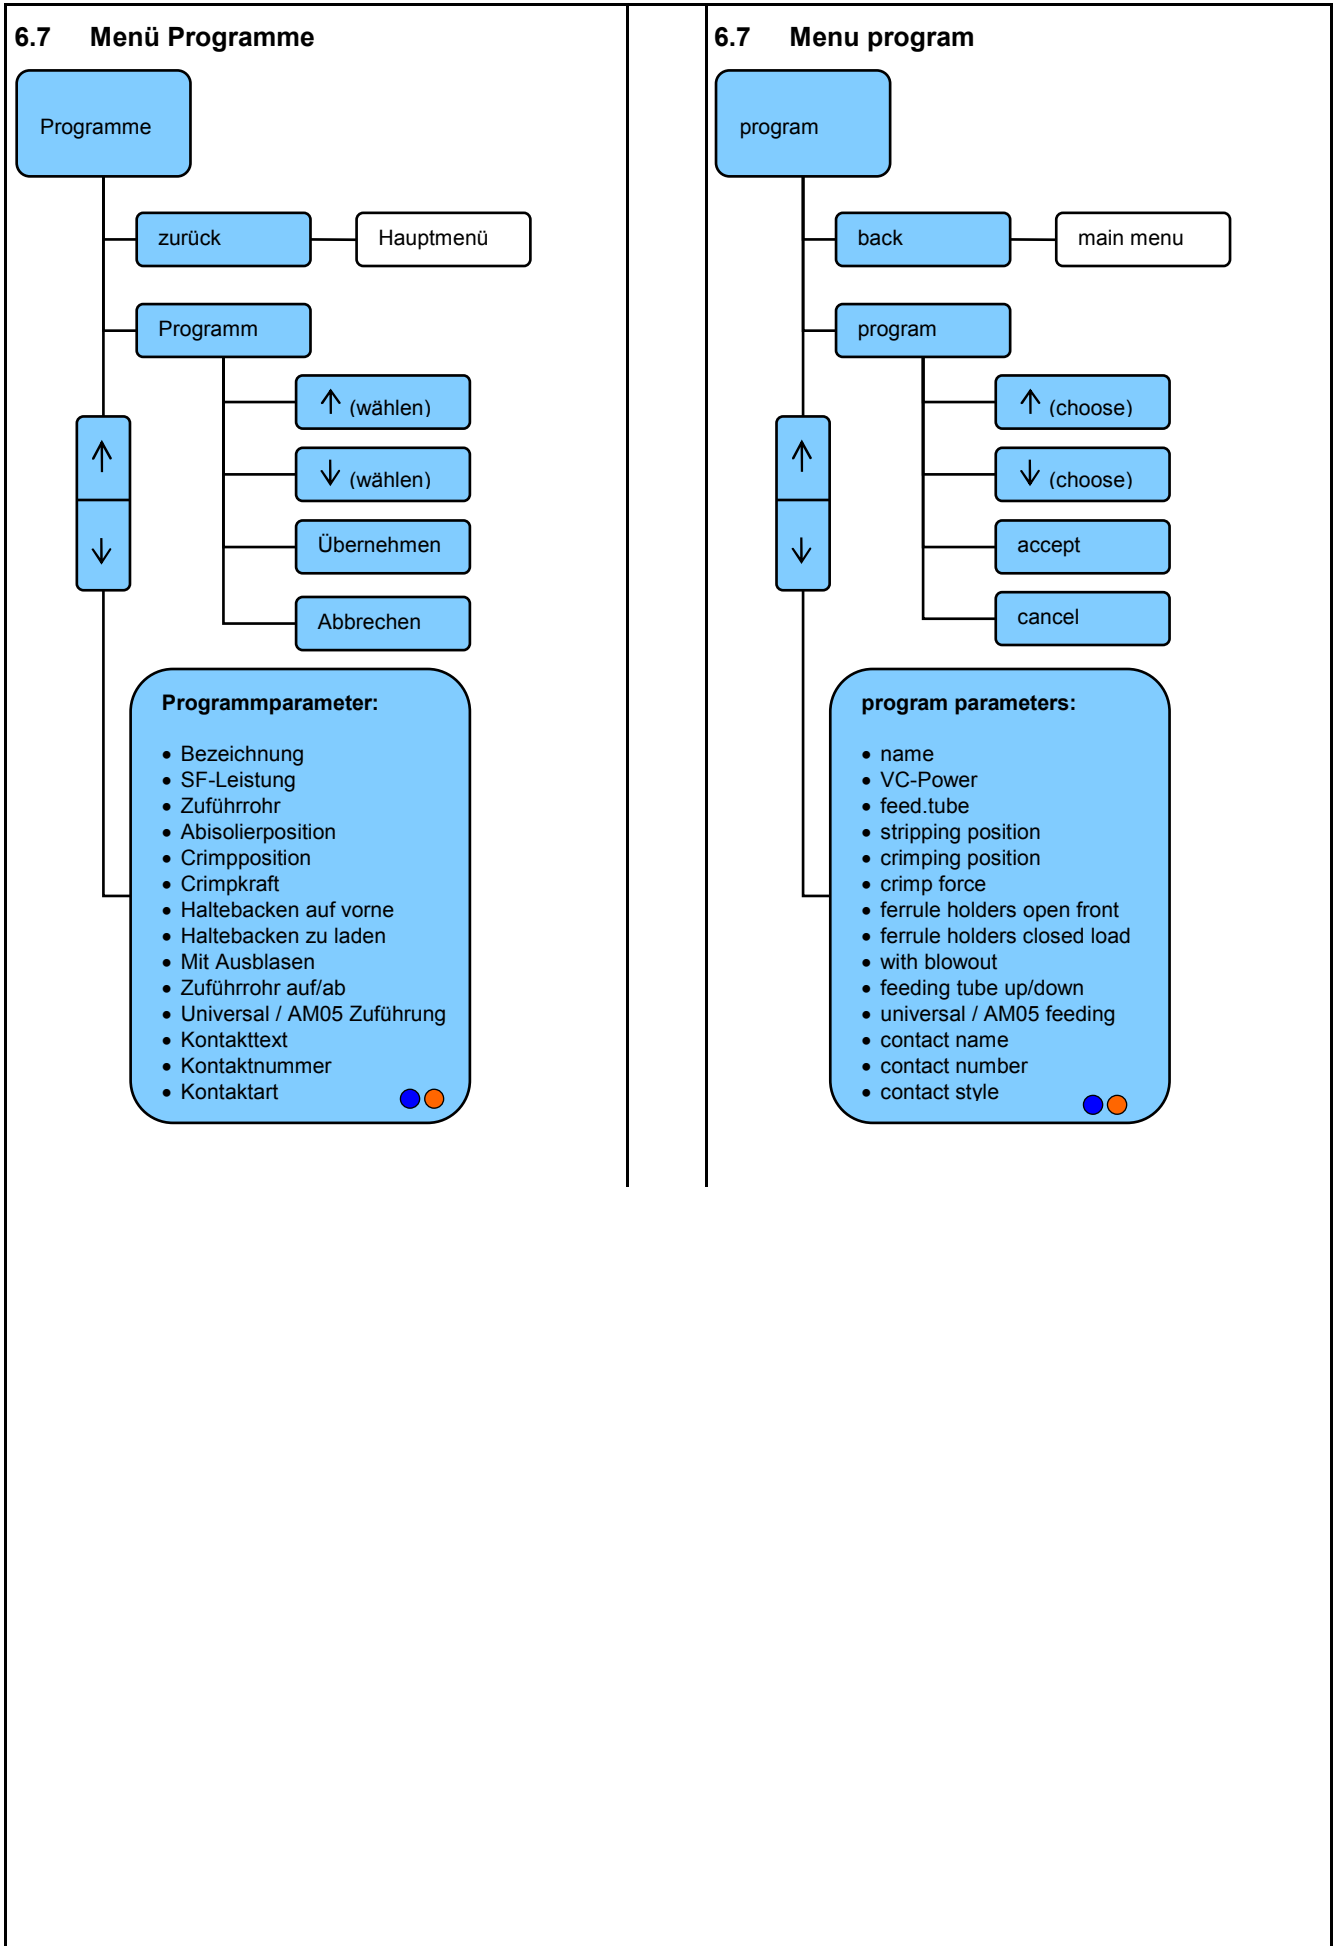 6.7 Menü Programme
Programme
zurück
Hauptmenü
Programm
↑ (wählen)
↓ (wählen)
Übernehmen
Abbrechen
↑
↓
Programmparameter:
• Bezeichnung
• SF-Leistung
• Zuführrohr
• Abisolierposition
• Crimpposition
• Crimpkraft
• Haltebacken auf vorne
• Haltebacken zu laden
• Mit Ausblasen
• Zuführrohr auf/ab
• Universal / AM05 Zuführung
• Kontakttext
• Kontaktnummer
• Kontaktart
6.7 Menu program
program
back
main menu
program
↑ (choose)
↓ (choose)
accept
cancel
↑
↓
program parameters:
• name
• VC-Power
• feed.tube
• stripping position
• crimping position
• crimp force
• ferrule holders open front
• ferrule holders closed load
• with blowout
• feeding tube up/down
• universal / AM05 feeding
• contact name
• contact number
• contact style